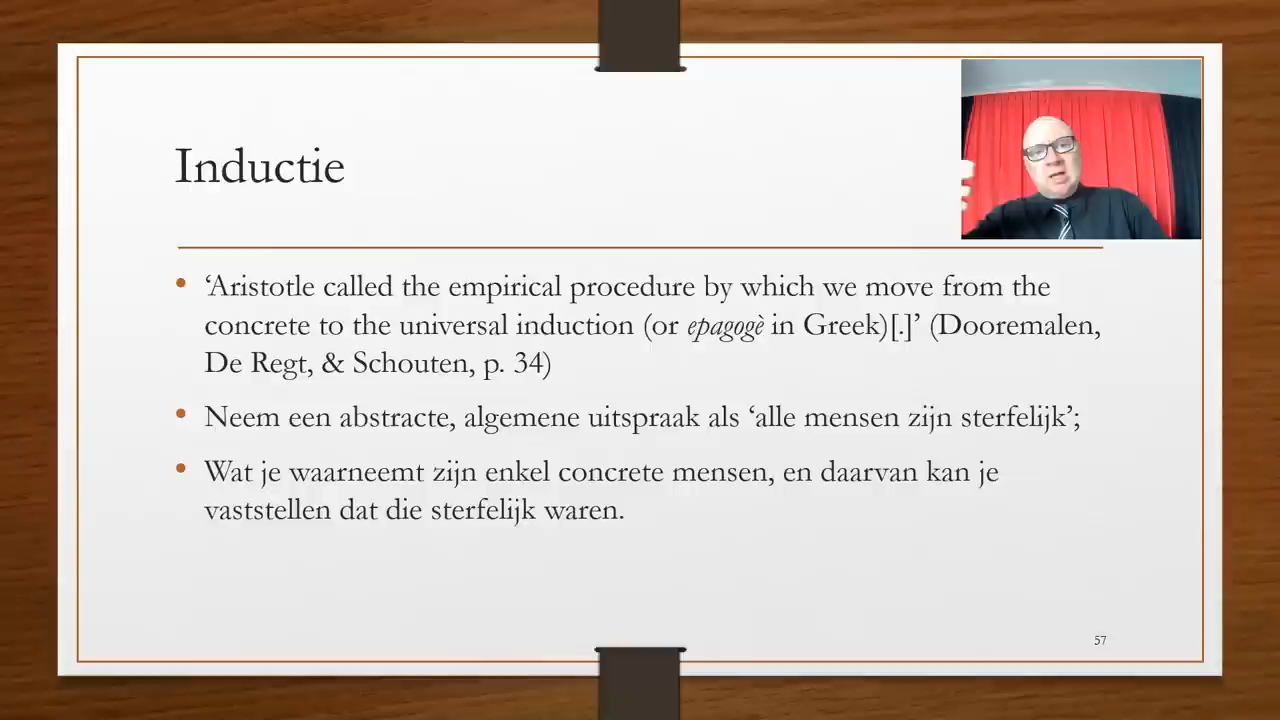 Inductie
• ‘Aristotle called the empirical procedure by which we move from the
concrete to the universal induction (or epagogè in Greek)[.]’ (Dooremalen,
De Regt, & Schouten, p. 34)
• Neem een abstracte, algemene uitspraak als ‘alle mensen zijn sterfelijk’;
• Wat je waarneemt zijn enkel concrete mensen, en daarvan kan je
vaststellen dat die sterfelijk waren.
57